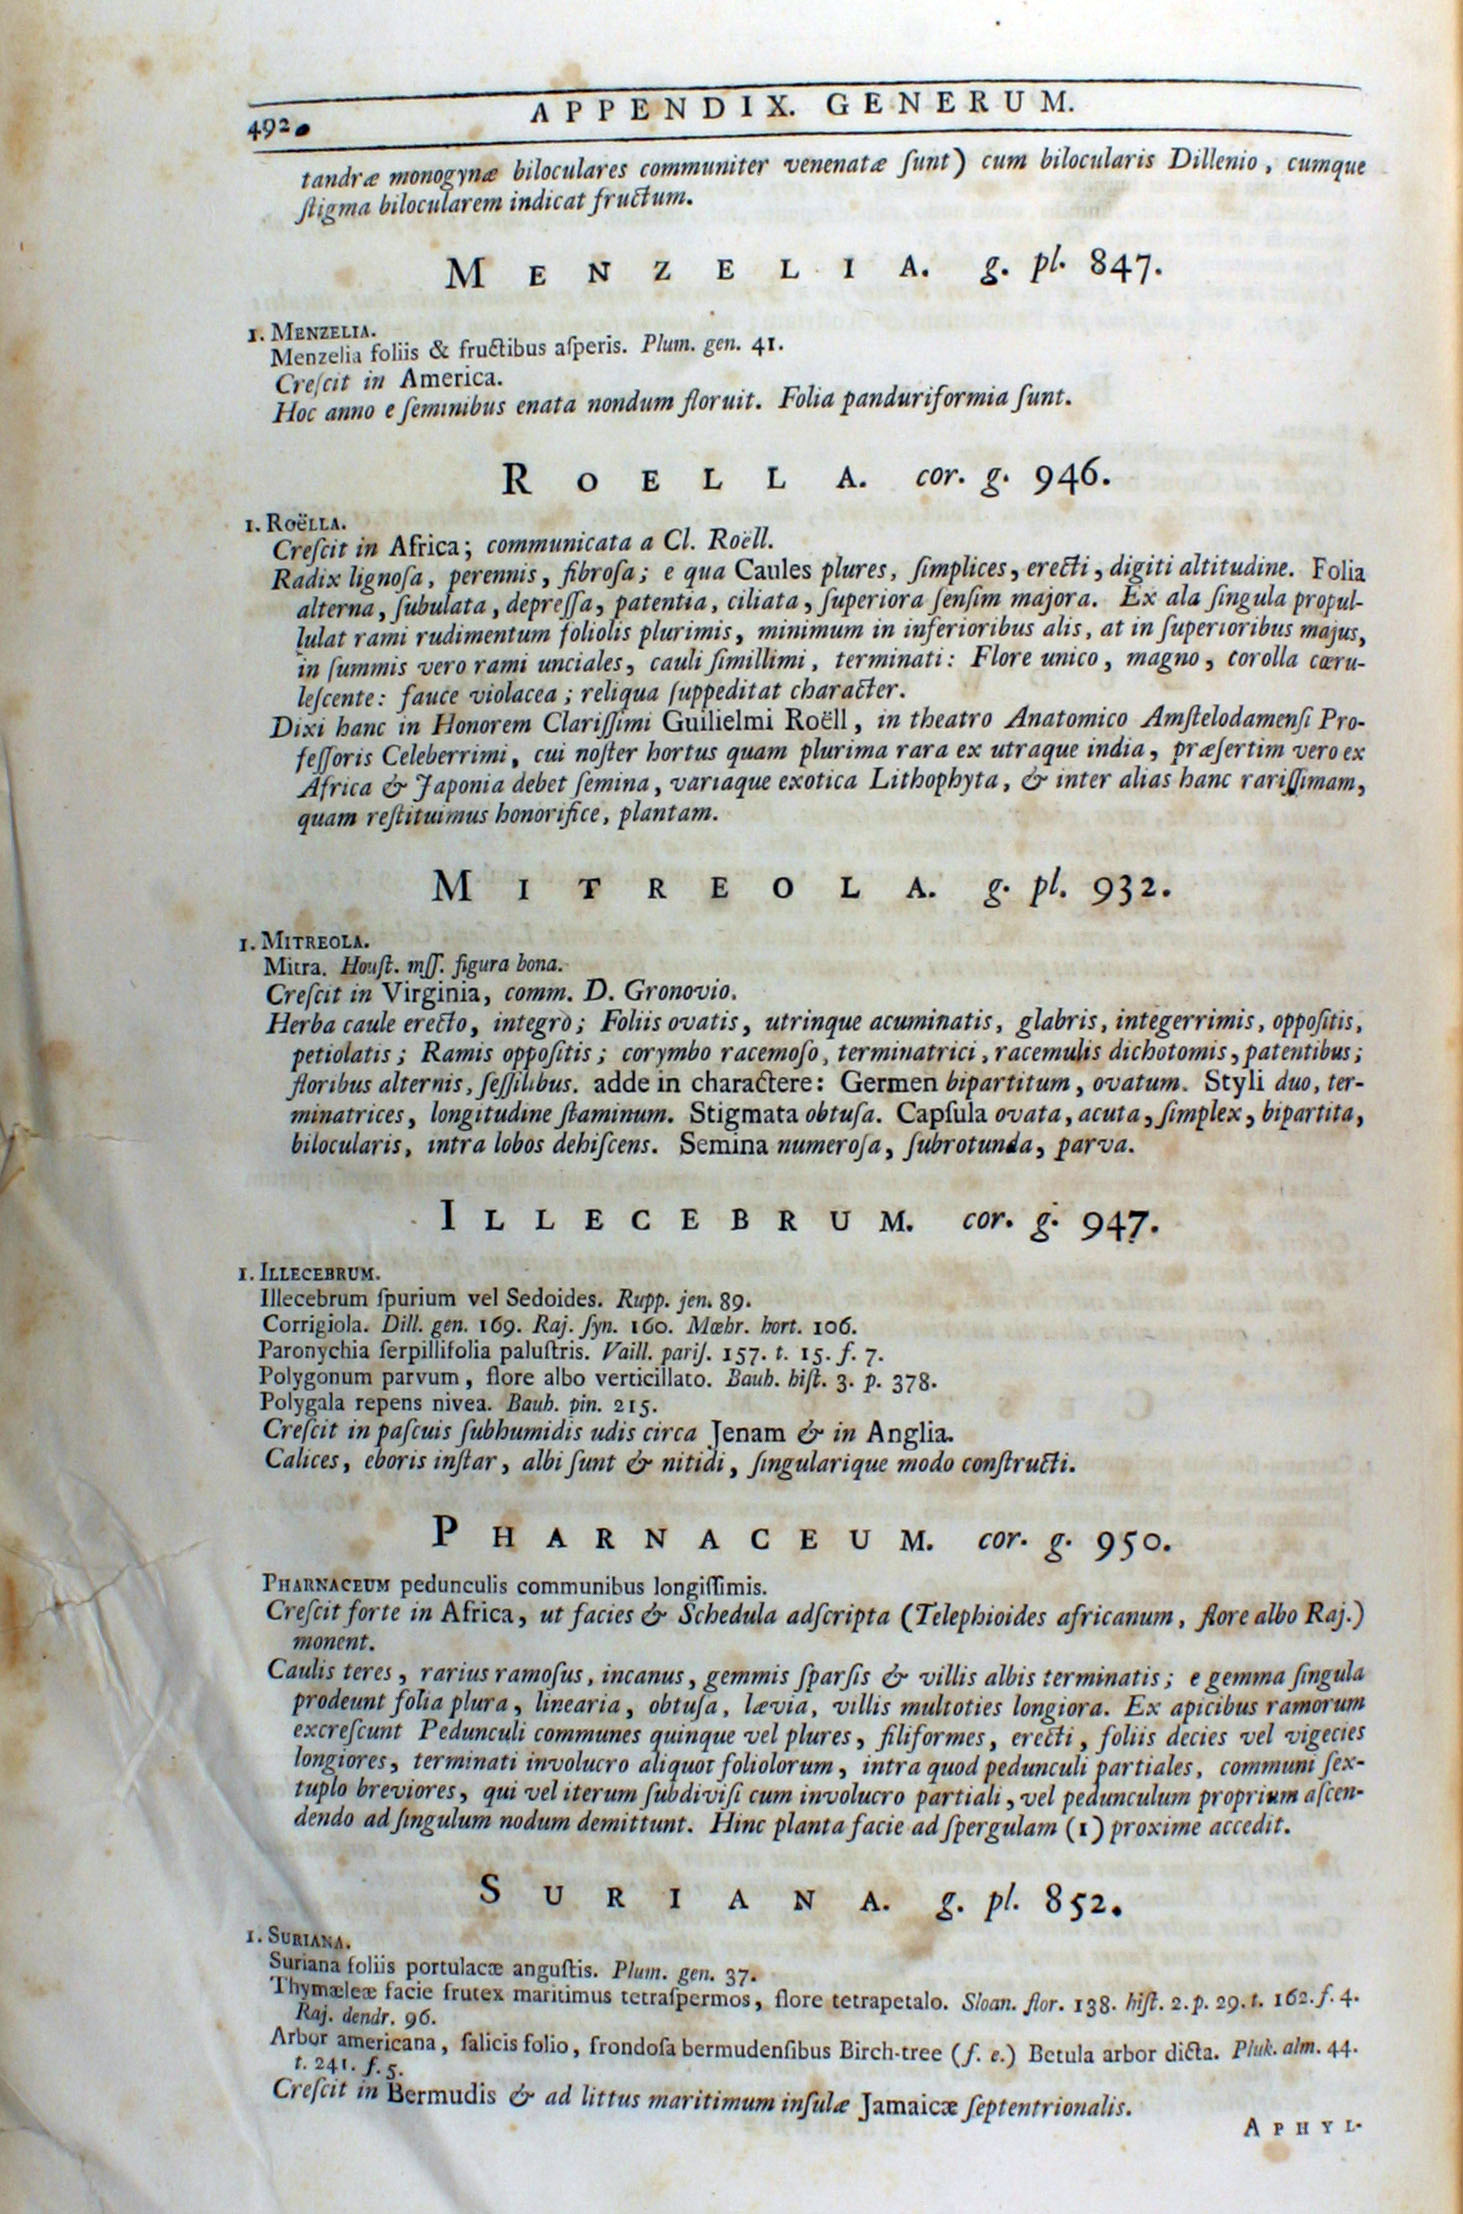 492. APPENDIX. GENERUM.
tandræ monogynæ biloculares communiter venenatæ ſunt) cum bilocularis Dillenio, cumque
ſtigma bilocularem indicat fructum.
MENZELIA. g. pl. 847.
1. MENZELIA.
Menzelia foliis & fructibus aſperis. Plum. gen. 41.
Creſcit in America.
Hoc anno e ſeminibus enata nondum floruit. Folia panduriformia ſunt.
ROELLA. cor. g. 946.
1. ROËLLA.
Creſcit in Africa; communicata a Cl. Roëll.
Radix lignoſa, perennis, fibroſa; e qua Caules plures, ſimplices, erecti, digiti altitudine. Folia
alterna, ſubulata, depreſſa, patentia, ciliata, ſuperiora ſenſim majora. Ex ala ſingula propul-
lulat rami rudimentum foliolis plurimis, minimum in inferioribus alis, at in ſuperioribus majus,
in ſummis vero rami unciales, cauli ſimillimi, terminati: Flore unico, magno, corolla cœru-
leſcente: fauce violacea; reliqua ſuppeditat character.
Dixi hanc in Honorem Clariſſimi Guilielmi Roëll, in theatro Anatomico Amſtelodamenſi Pro-
feſſoris Celeberrimi, cui noſter hortus quam plurima rara ex utraque india, præſertim vero ex
Africa & Japonia debet ſemina, variaque exotica Lithophyta, & inter alias hanc rariſſimam,
quam reſtituimus honorifice, plantam.
MITREOLA. g. pl. 932.
1. MITREOLA.
Mitra. Houſt. mſſ. figura bona.
Creſcit in Virginia, comm. D. Gronovio.
Herba caule erecto, integro; Foliis ovatis, utrinque acuminatis, glabris, integerrimis, oppoſitis,
petiolatis; Ramis oppoſitis; corymbo racemoſo, terminatrici, racemulis dichotomis, patentibus;
floribus alternis, ſeſſilibus. adde in charactere: Germen bipartitum, ovatum. Styli duo, ter-
minatrices, longitudine ſtaminum. Stigmata obtuſa. Capſula ovata, acuta, ſimplex, bipartita,
bilocularis, intra lobos dehiſcens. Semina numeroſa, ſubrotunda, parva.
ILLECEBRUM. cor. g. 947.
1. ILLECEBRUM.
Illecebrum ſpurium vel Sedoides. Rupp. jen. 89.
Corrigiola. Dill. gen. 169. Raj. ſyn. 160. Mœhr. hort. 106.
Paronychia ſerpillifolia paluſtris. Vaill. pariſ. 157. t. 15. f. 7.
Polygonum parvum, flore albo verticillato. Bauh. hiſt. 3. p. 378.
Polygala repens nivea. Bauh. pin. 215.
Creſcit in paſcuis ſubhumidis udis circa Jenam & in Anglia.
Calices, eboris inſtar, albi ſunt & nitidi, ſingularique modo conſtructi.
PHARNACEUM. cor. g. 950.
PHARNACEUM pedunculis communibus longiſſimis.
Creſcit forte in Africa, ut facies & Schedula adſcripta (Telephioides africanum, flore albo Raj.)
monent.
Caulis teres, rarius ramoſus, incanus, gemmis ſparſis & villis albis terminatis; e gemma ſingula
prodeunt folia plura, linearia, obtuſa, lævia, villis multoties longiora. Ex apicibus ramorum
excreſcunt Pedunculi communes quinque vel plures, filiformes, erecti, foliis decies vel vigecies
longiores, terminati involucro aliquot foliolorum, intra quod pedunculi partiales, communi ſex-
tuplo breviores, qui vel iterum ſubdiviſi cum involucro partiali, vel pedunculum proprium aſcen-
dendo ad ſingulum nodum demittunt. Hinc planta facie ad ſpergulam (1) proxime accedit.
SURIANA. g. pl. 852.
1. SURIANA.
Suriana foliis portulacæ anguſtis. Plum. gen. 37.
Thymæleæ facie frutex maritimus tetraſpermos, flore tetrapetalo. Sloan. flor. 138. hiſt. 2. p. 29. t. 162. f. 4.
Raj. dendr. 96.
Arbor americana, ſalicis folio, frondoſa bermudenſibus Birch-tree (f. e.) Betula arbor dicta. Pluk. alm. 44.
t. 241. f. 5.
Creſcit in Bermudis & ad littus maritimum inſulæ Jamaicæ ſeptentrionalis.
APHYL-